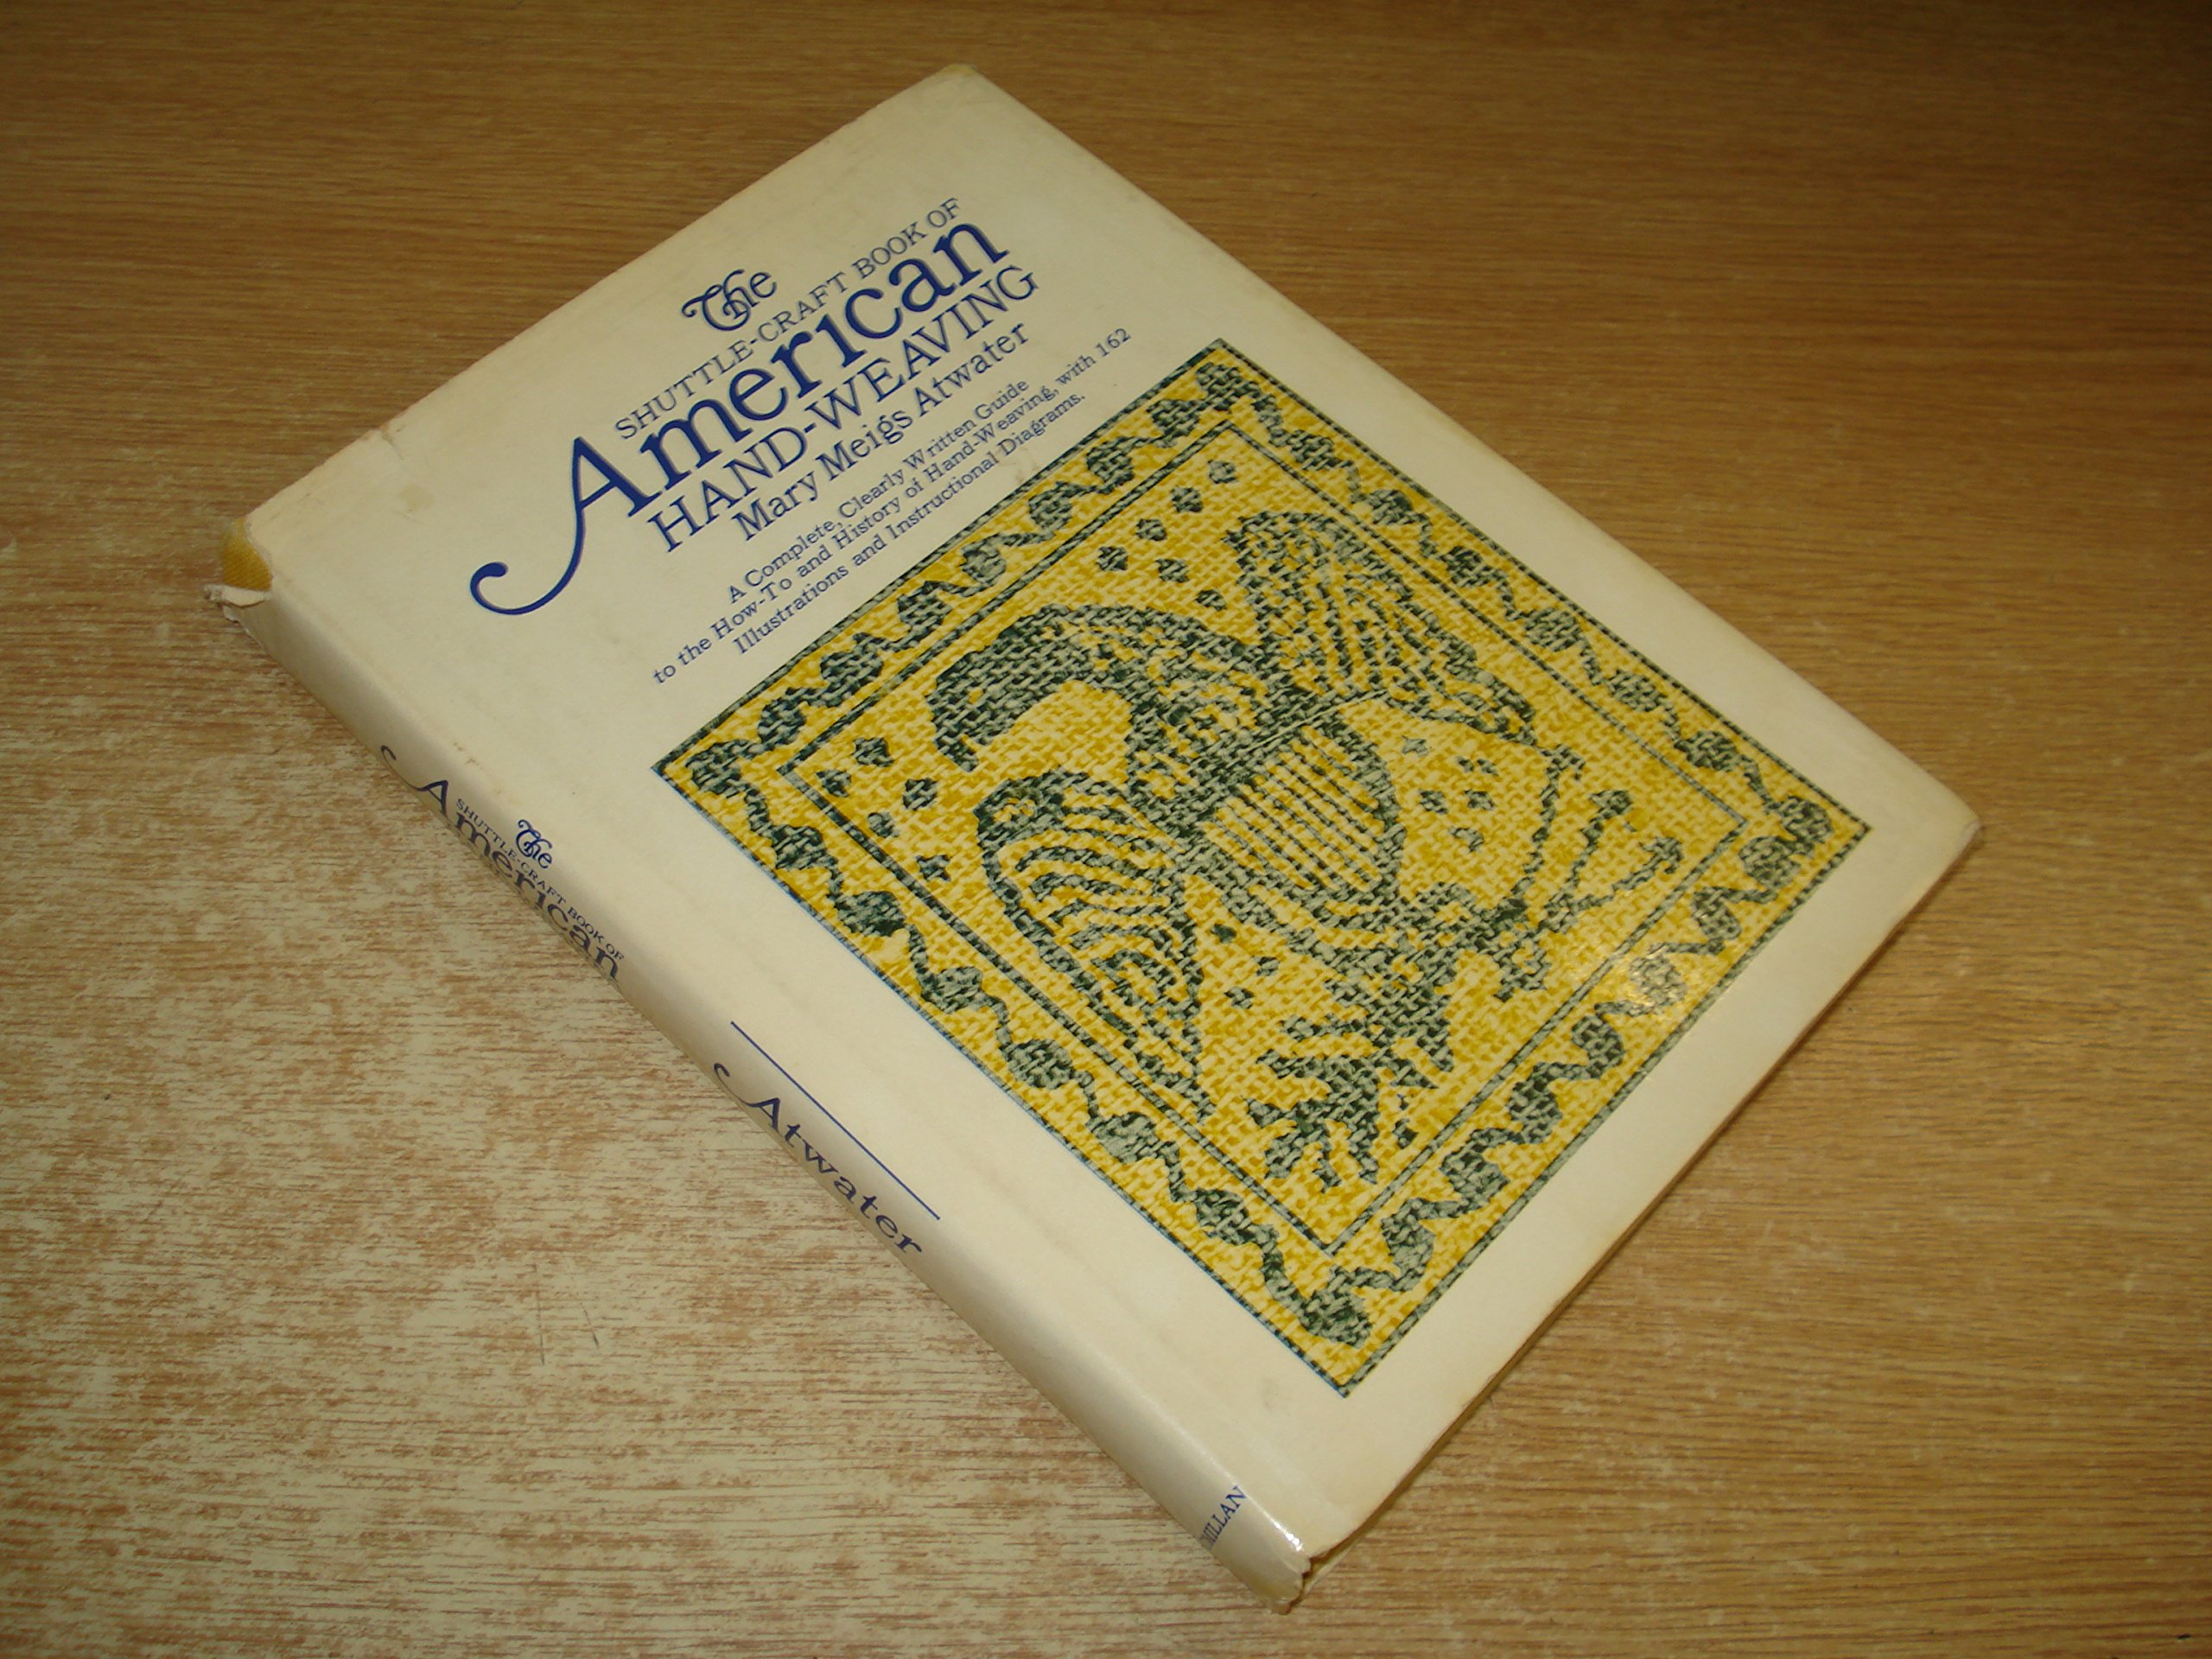 The
SHUTTLE-CRAFT BOOK OF
American
HAND-WEAVING
Mary Meigs Atwater
A Complete, Clearly Written Guide
to the How-To and History of Hand-Weaving, with 162
Illustrations and Instructional Diagrams.
The
SHUTTLE-CRAFT BOOK OF
American
Atwater
MILLAN